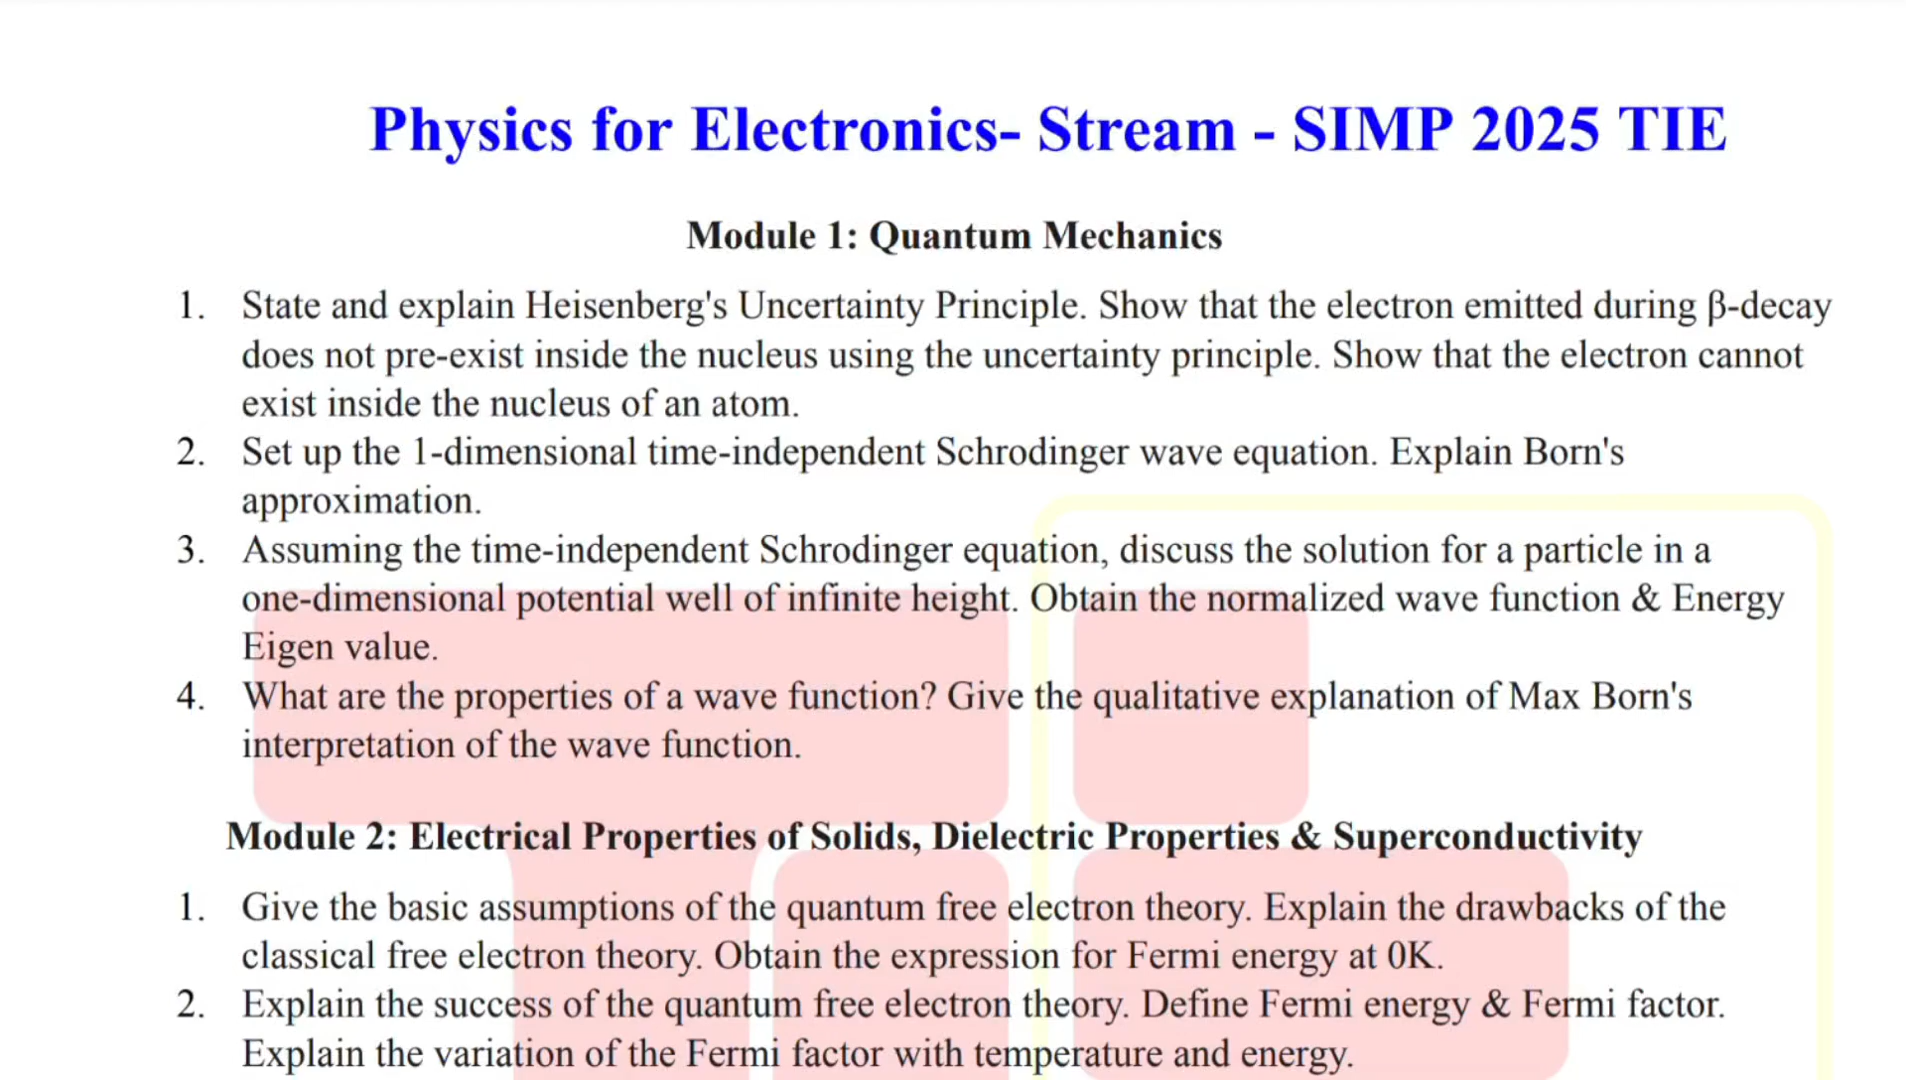 Physics for Electronics- Stream - SIMP 2025 TIE
Module 1: Quantum Mechanics
1. State and explain Heisenberg's Uncertainty Principle. Show that the electron emitted during β-decay
does not pre-exist inside the nucleus using the uncertainty principle. Show that the electron cannot
exist inside the nucleus of an atom.
2. Set up the 1-dimensional time-independent Schrodinger wave equation. Explain Born's
approximation.
3. Assuming the time-independent Schrodinger equation, discuss the solution for a particle in a
one-dimensional potential well of infinite height. Obtain the normalized wave function & Energy
Eigen value.
4. What are the properties of a wave function? Give the qualitative explanation of Max Born's
interpretation of the wave function.
Module 2: Electrical Properties of Solids, Dielectric Properties & Superconductivity
1. Give the basic assumptions of the quantum free electron theory. Explain the drawbacks of the
classical free electron theory. Obtain the expression for Fermi energy at 0K.
2. Explain the success of the quantum free electron theory. Define Fermi energy & Fermi factor.
Explain the variation of the Fermi factor with temperature and energy.